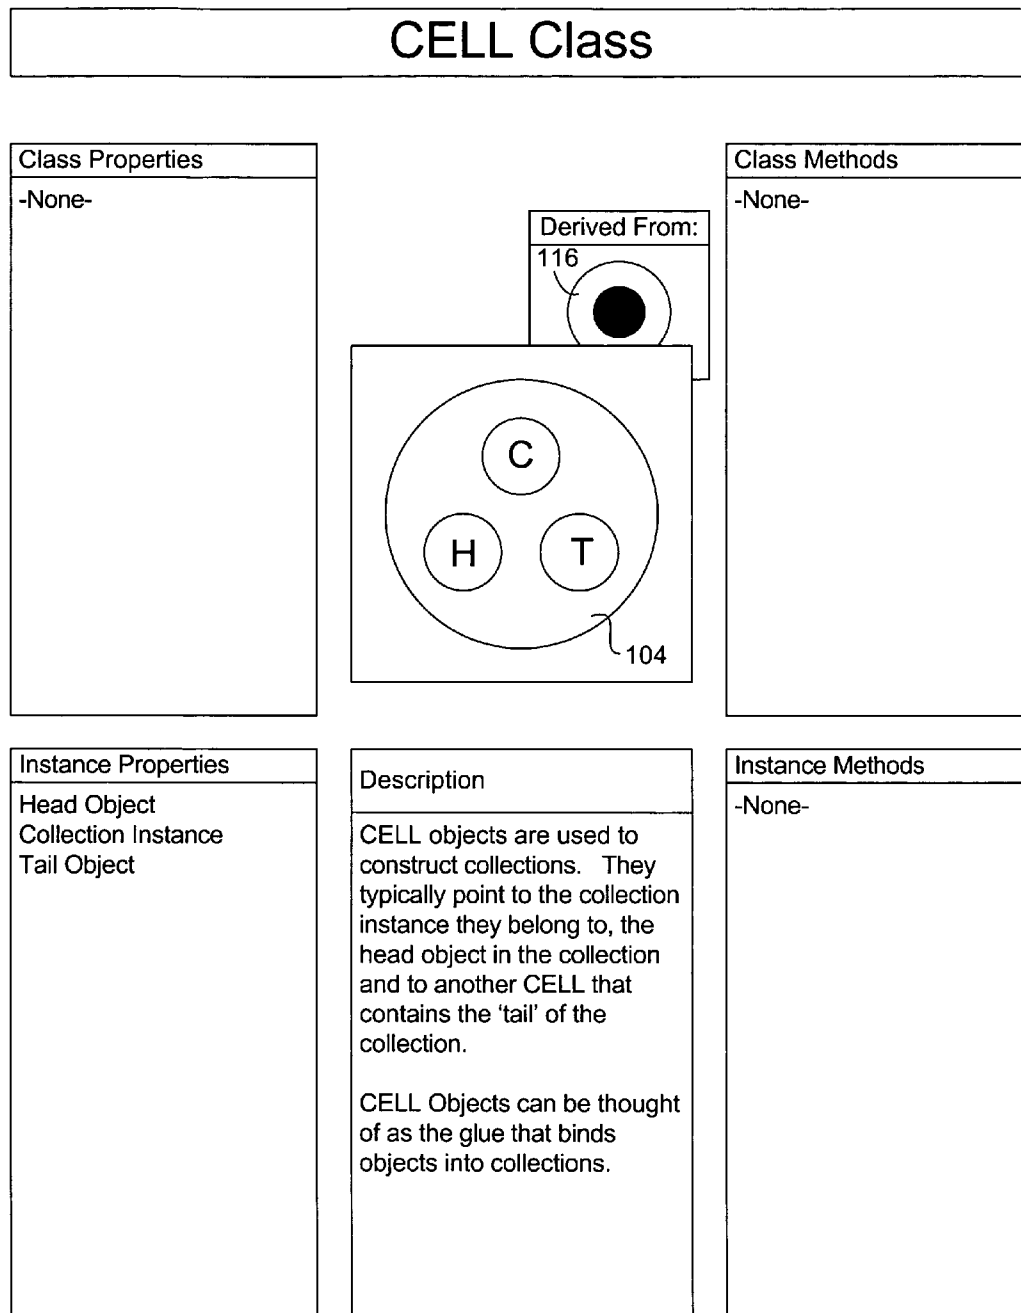 CELL Class
Class Properties
-None-
Derived From:
116
C
H
T
104
Class Methods
-None-
Instance Properties
Head Object
Collection Instance
Tail Object
Description
CELL objects are used to
construct collections. They
typically point to the collection
instance they belong to, the
head object in the collection
and to another CELL that
contains the 'tail' of the
collection.
CELL Objects can be thought
of as the glue that binds
objects into collections.
Instance Methods
-None-